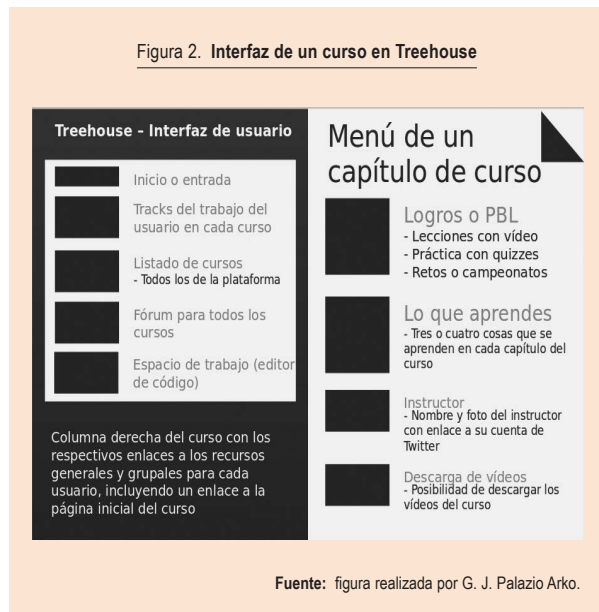 Figura 2. Interfaz de un curso en Treehouse
Treehouse – Interfaz de usuario
Inicio o entrada
Tracks del trabajo del
usuario en cada curso
Listado de cursos
- Todos los de la plataforma
Fórum para todos los
cursos
Espacio de trabajo (editor
de código)
Columna derecha del curso con los
respectivos enlaces a los recursos
generales y grupales para cada
usuario, incluyendo un enlace a la
página inicial del curso
Menú de un
capítulo de curso
Logros o PBL
- Lecciones con vídeo
- Práctica con quizzes
- Retos o campeonatos
Lo que aprendes
- Tres o cuatro cosas que se
aprenden en cada capítulo del
curso
Instructor
- Nombre y foto del instructor
con enlace a su cuenta de
Twitter
Descarga de vídeos
- Posibilidad de descargar los
vídeos del curso
Fuente: figura realizada por G. J. Palazio Arko.